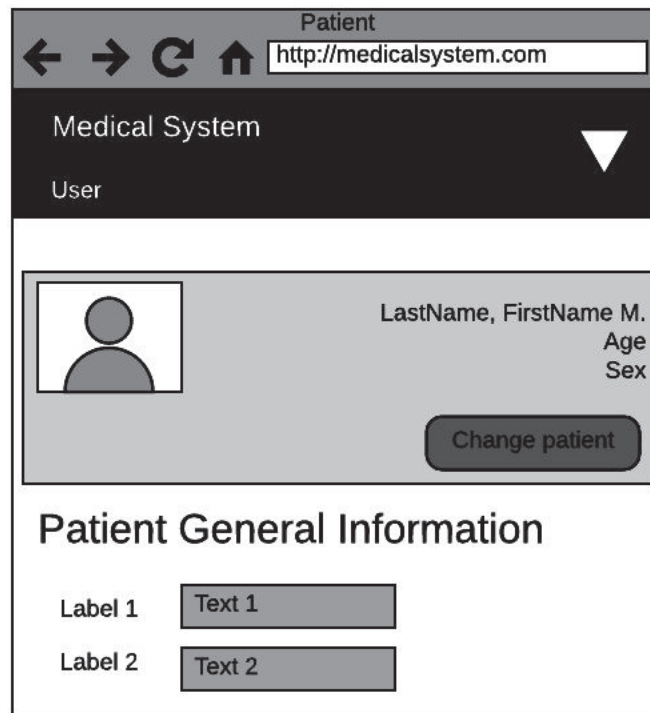 Patient
http://medicalsystem.com
Medical System
User
LastName, FirstName M.
Age
Sex
Change patient
Patient General Information
Label 1 Text 1
Label 2 Text 2